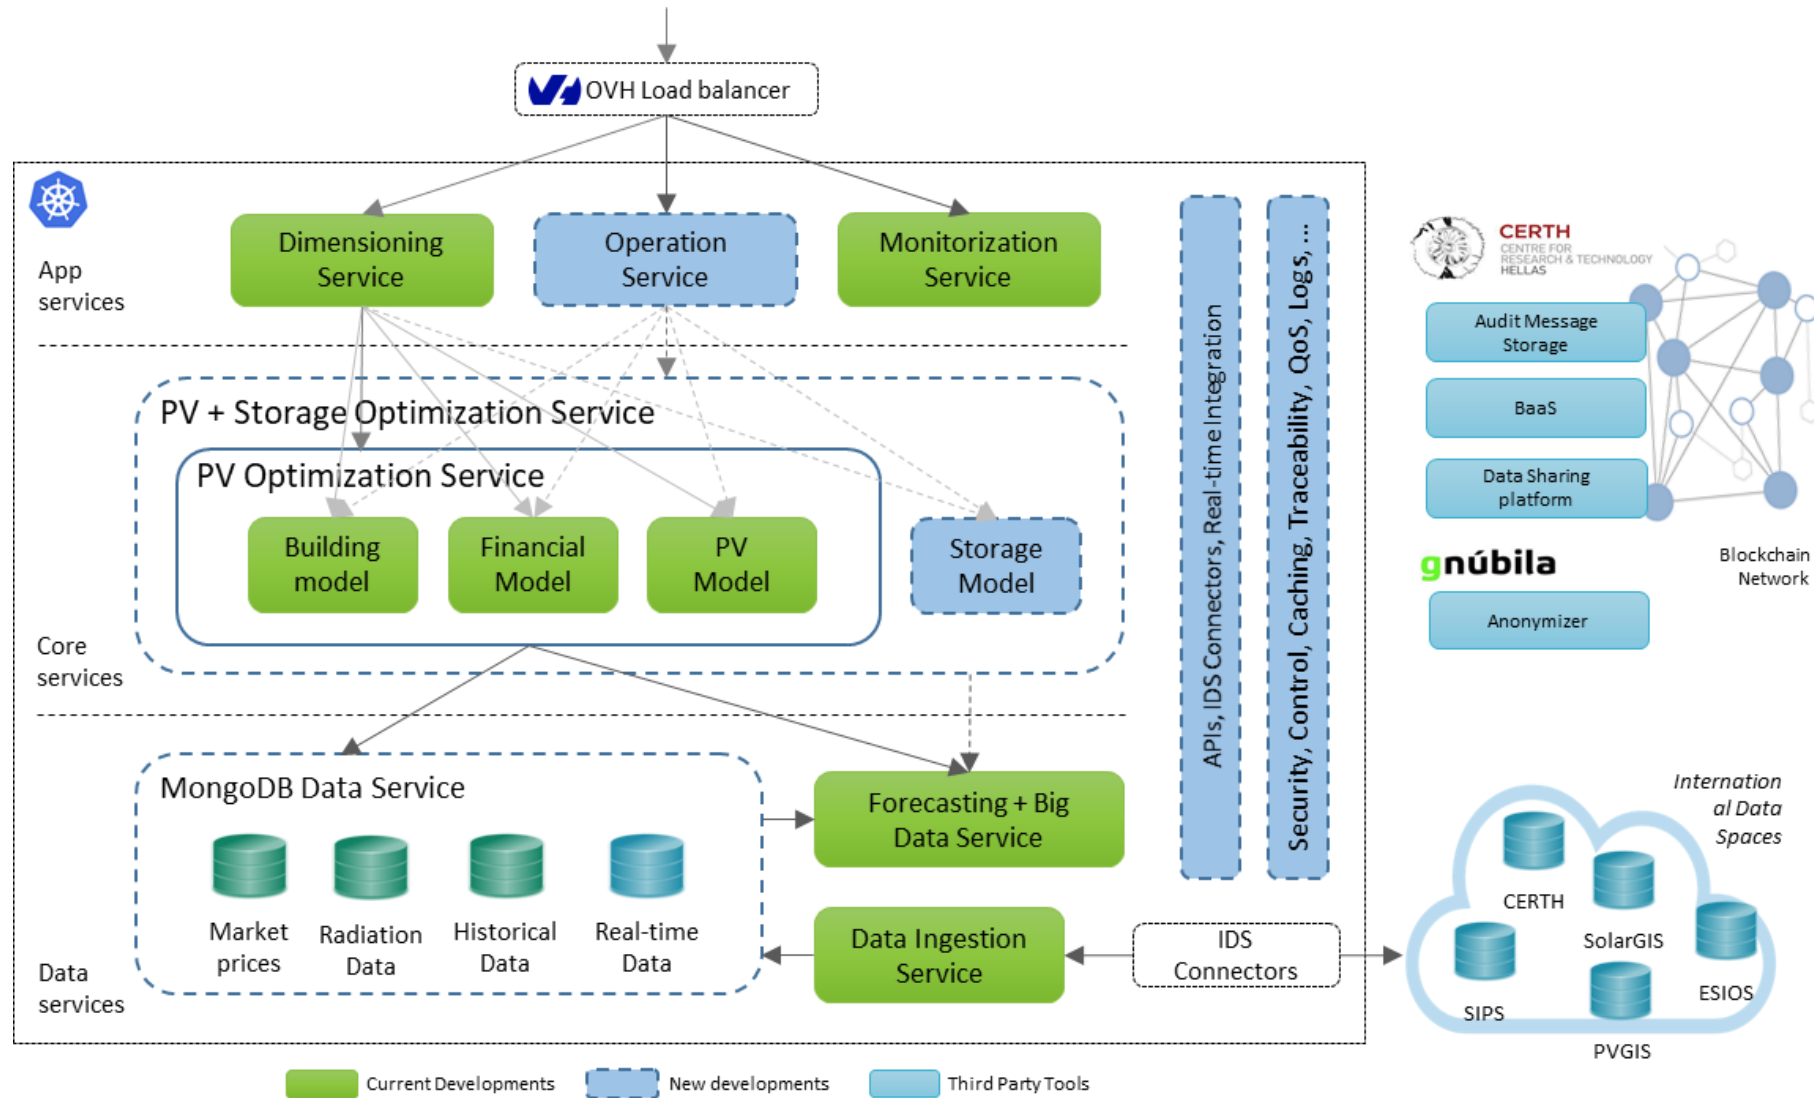 OVH Load balancer
App
services
Dimensioning
Service
Operation
Service
Monitorization
Service
PV + Storage Optimization Service
PV Optimization Service
Building
model
Financial
Model
PV
Model
Storage
Model
Core
services
MongoDB Data Service
Market
prices
Radiation
Data
Historical
Data
Real-time
Data
Forecasting + Big
Data Service
Data Ingestion
Service
Data
services
IDS
Connectors
APIs, IDS Connectors, Real-time Integration
Security, Control, Caching, Traceability, QoS, Logs, ...
CERTH
CENTRE FOR
RESEARCH & TECHNOLOGY
HELLAS
Audit Message
Storage
BaaS
Data Sharing
platform
gnúbila
Anonymizer
Blockchain
Network
Internation
al Data
Spaces
CERTH
SolarGIS
SIPS
ESIOS
PVGIS
Current Developments
New developments
Third Party Tools